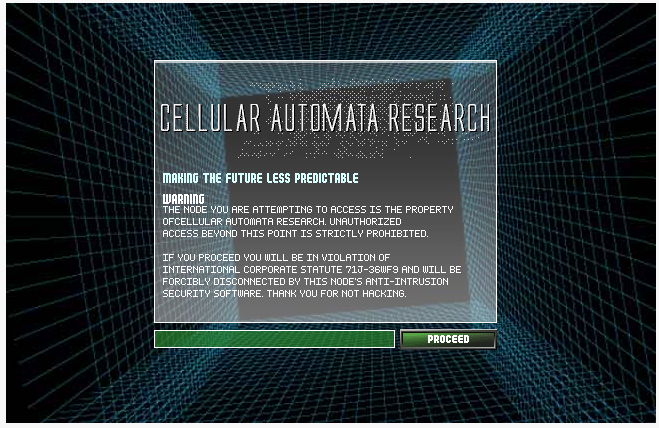 CELLULAR AUTOMATA RESEARCH
MAKING THE FUTURE LESS PREDICTABLE
WARNING
THE NODE YOU ARE ATTEMPTING TO ACCESS IS THE PROPERTY
OFCELLULAR AUTOMATA RESEARCH. UNAUTHORIZED
ACCESS BEYOND THIS POINT IS STRICTLY PROHIBITED.
IF YOU PROCEED YOU WILL BE IN VIOLATION OF
INTERNATIONAL CORPORATE STATUTE 71J-36WF9 AND WILL BE
FORCIBLY DISCONNECTED BY THIS NODE'S ANTI-INTRUSION
SECURITY SOFTWARE. THANK YOU FOR NOT HACKING.
PROCEED